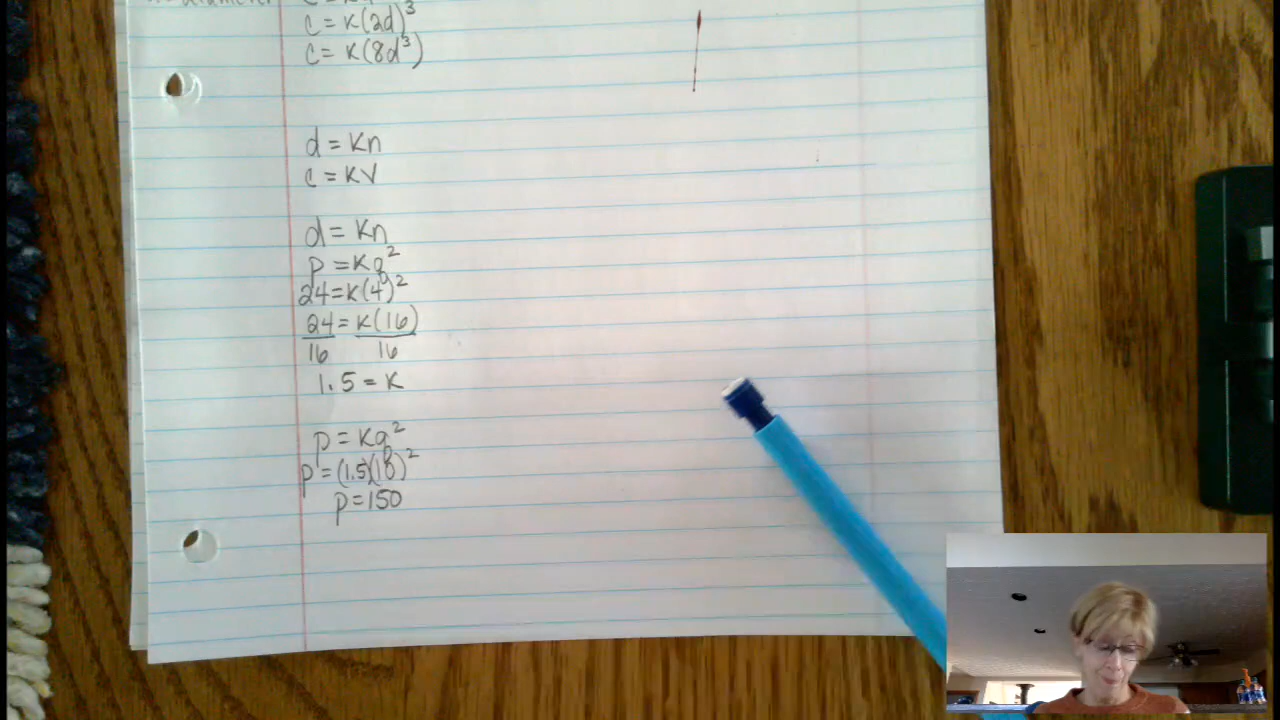 C = K(2d)³
C = K(8d³)
d = Kn
C = KV
d = Kn
p = Kq²
24 = K(4)²
24 = K(16)
16 16
1.5 = K
p = Kq²
p = (1.5)(10)²
p = 150